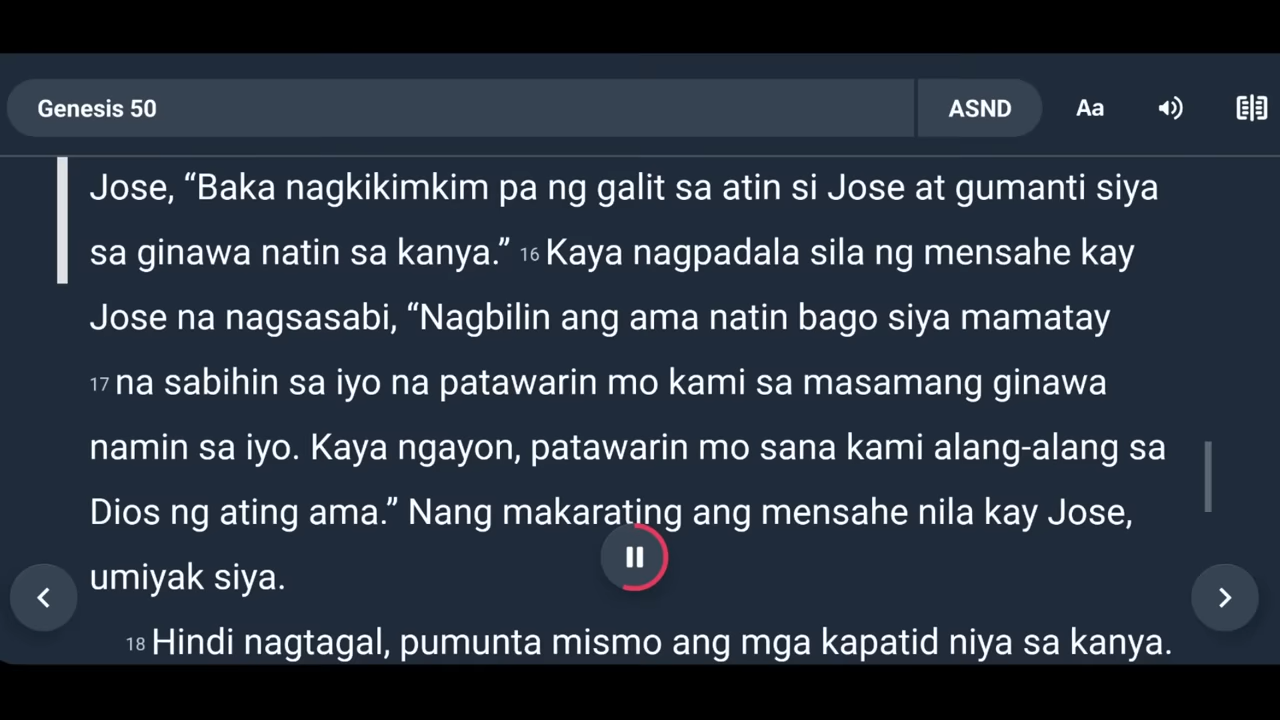 Genesis 50 ASND Aa
Jose, “Baka nagkikimkim pa ng galit sa atin si Jose at gumanti siya
sa ginawa natin sa kanya.” 16 Kaya nagpadala sila ng mensahe kay
Jose na nagsasabi, “Nagbilin ang ama natin bago siya mamatay
17 na sabihin sa iyo na patawarin mo kami sa masamang ginawa
namin sa iyo. Kaya ngayon, patawarin mo sana kami alang-alang sa
Dios ng ating ama.” Nang makarating ang mensahe nila kay Jose,
umiyak siya.
18 Hindi nagtagal, pumunta mismo ang mga kapatid niya sa kanya.